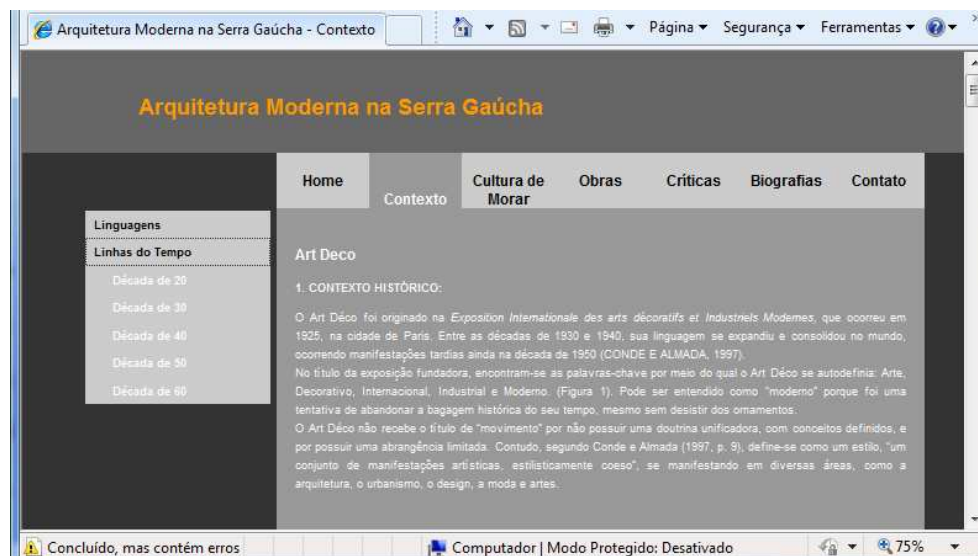 Arquitetura Moderna na Serra Gaúcha - Contexto
Página Segurança Ferramentas
Arquitetura Moderna na Serra Gaúcha
Home
Contexto
Cultura de
Morar
Obras
Críticas
Biografias
Contato
Linguagens
Linhas do Tempo
Década de 20
Década de 30
Década de 40
Década de 50
Década de 60
Art Deco
1. CONTEXTO HISTÓRICO:
O Art Déco foi originado na Exposition Internationale des arts décoratifs et Industriels Modernes, que ocorreu em
1925, na cidade de Paris. Entre as décadas de 1930 e 1940, sua linguagem se expandiu e consolidou no mundo,
ocorrendo manifestações tardias ainda na década de 1950 (CONDE E ALMADA, 1997).
No título da exposição fundadora, encontram-se as palavras-chave por meio do qual o Art Déco se autodefinia: Arte,
Decorativo, Internacional, Industrial e Moderno. (Figura 1). Pode ser entendido como "moderno" porque foi uma
tentativa de abandonar a bagagem histórica do seu tempo, mesmo sem desistir dos ornamentos.
O Art Déco não recebe o título de "movimento" por não possuir uma doutrina unificadora, com conceitos definidos, e
por possuir uma abrangência limitada. Contudo, segundo Conde e Almada (1997, p. 9), define-se como um estilo, "um
conjunto de manifestações artísticas, estilisticamente coeso", se manifestando em diversas áreas, como a
arquitetura, o urbanismo, o design, a moda e artes.
Concluído, mas contém erros
Computador | Modo Protegido: Desativado
75%